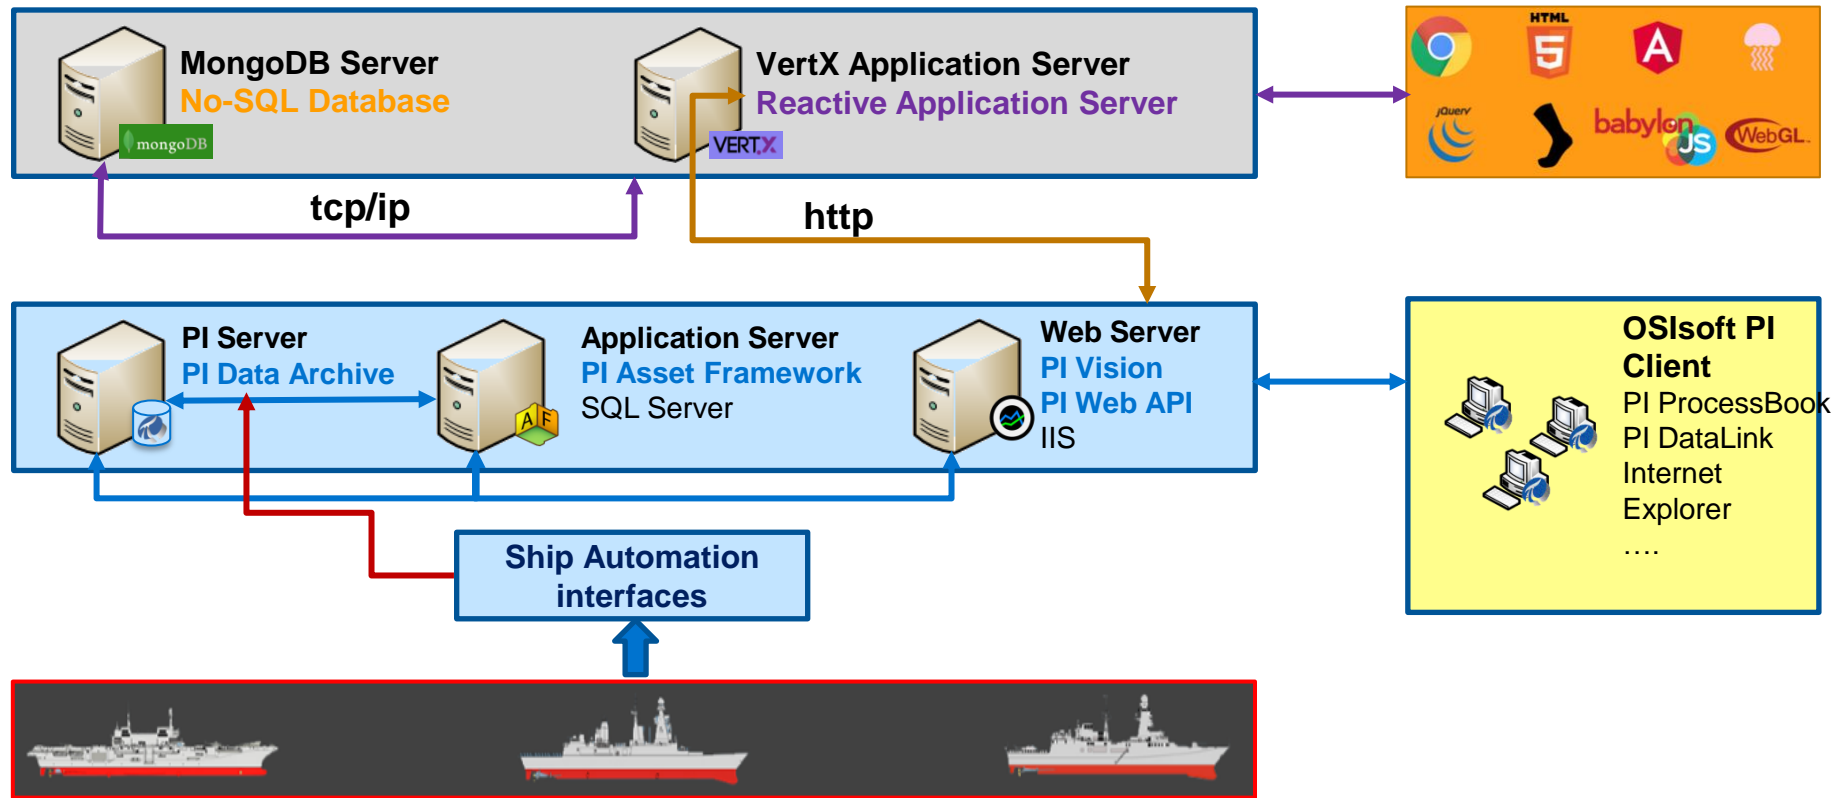 MongoDB Server
No-SQL Database
mongoDB
VertX Application Server
Reactive Application Server
VERT.X
HTML
5
A
jQuery
babylon
JS
WebGL.
tcp/ip
http
PI Server
PI Data Archive
Application Server
PI Asset Framework
SQL Server
A F
Web Server
PI Vision
PI Web API
IIS
OSIsoft PI
Client
PI ProcessBook
PI DataLink
Internet
Explorer
….
Ship Automation
interfaces